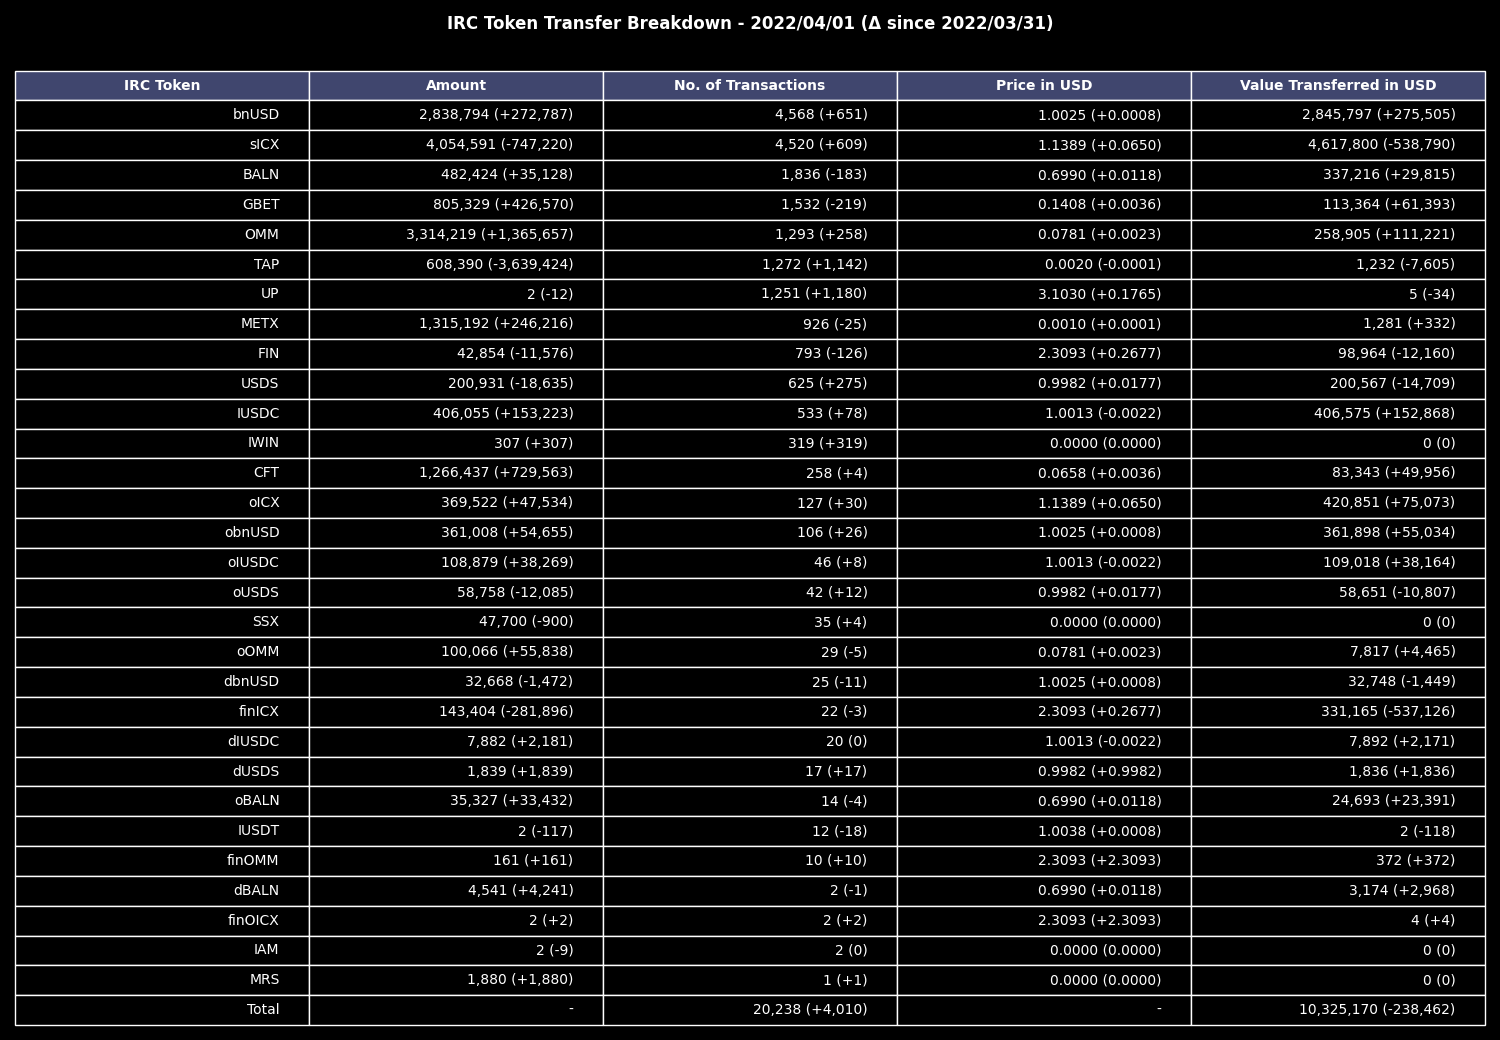 IRC Token Transfer Breakdown - 2022/04/01 (Δ since 2022/03/31)
IRC Token Amount No. of Transactions Price in USD Value Transferred in USD
bnUSD 2,838,794 (+272,787) 4,568 (+651) 1.0025 (+0.0008) 2,845,797 (+275,505)
sICX 4,054,591 (-747,220) 4,520 (+609) 1.1389 (+0.0650) 4,617,800 (-538,790)
BALN 482,424 (+35,128) 1,836 (-183) 0.6990 (+0.0118) 337,216 (+29,815)
GBET 805,329 (+426,570) 1,532 (-219) 0.1408 (+0.0036) 113,364 (+61,393)
OMM 3,314,219 (+1,365,657) 1,293 (+258) 0.0781 (+0.0023) 258,905 (+111,221)
TAP 608,390 (-3,639,424) 1,272 (+1,142) 0.0020 (-0.0001) 1,232 (-7,605)
UP 2 (-12) 1,251 (+1,180) 3.1030 (+0.1765) 5 (-34)
METX 1,315,192 (+246,216) 926 (-25) 0.0010 (+0.0001) 1,281 (+332)
FIN 42,854 (-11,576) 793 (-126) 2.3093 (+0.2677) 98,964 (-12,160)
USDS 200,931 (-18,635) 625 (+275) 0.9982 (+0.0177) 200,567 (-14,709)
IUSDC 406,055 (+153,223) 533 (+78) 1.0013 (-0.0022) 406,575 (+152,868)
IWIN 307 (+307) 319 (+319) 0.0000 (0.0000) 0 (0)
CFT 1,266,437 (+729,563) 258 (+4) 0.0658 (+0.0036) 83,343 (+49,956)
oICX 369,522 (+47,534) 127 (+30) 1.1389 (+0.0650) 420,851 (+75,073)
obnUSD 361,008 (+54,655) 106 (+26) 1.0025 (+0.0008) 361,898 (+55,034)
oIUSDC 108,879 (+38,269) 46 (+8) 1.0013 (-0.0022) 109,018 (+38,164)
oUSDS 58,758 (-12,085) 42 (+12) 0.9982 (+0.0177) 58,651 (-10,807)
SSX 47,700 (-900) 35 (+4) 0.0000 (0.0000) 0 (0)
oOMM 100,066 (+55,838) 29 (-5) 0.0781 (+0.0023) 7,817 (+4,465)
dbnUSD 32,668 (-1,472) 25 (-11) 1.0025 (+0.0008) 32,748 (-1,449)
finICX 143,404 (-281,896) 22 (-3) 2.3093 (+0.2677) 331,165 (-537,126)
dIUSDC 7,882 (+2,181) 20 (0) 1.0013 (-0.0022) 7,892 (+2,171)
dUSDS 1,839 (+1,839) 17 (+17) 0.9982 (+0.9982) 1,836 (+1,836)
oBALN 35,327 (+33,432) 14 (-4) 0.6990 (+0.0118) 24,693 (+23,391)
IUSDT 2 (-117) 12 (-18) 1.0038 (+0.0008) 2 (-118)
finOMM 161 (+161) 10 (+10) 2.3093 (+2.3093) 372 (+372)
dBALN 4,541 (+4,241) 2 (-1) 0.6990 (+0.0118) 3,174 (+2,968)
finOICX 2 (+2) 2 (+2) 2.3093 (+2.3093) 4 (+4)
IAM 2 (-9) 2 (0) 0.0000 (0.0000) 0 (0)
MRS 1,880 (+1,880) 1 (+1) 0.0000 (0.0000) 0 (0)
Total - 20,238 (+4,010) - 10,325,170 (-238,462)